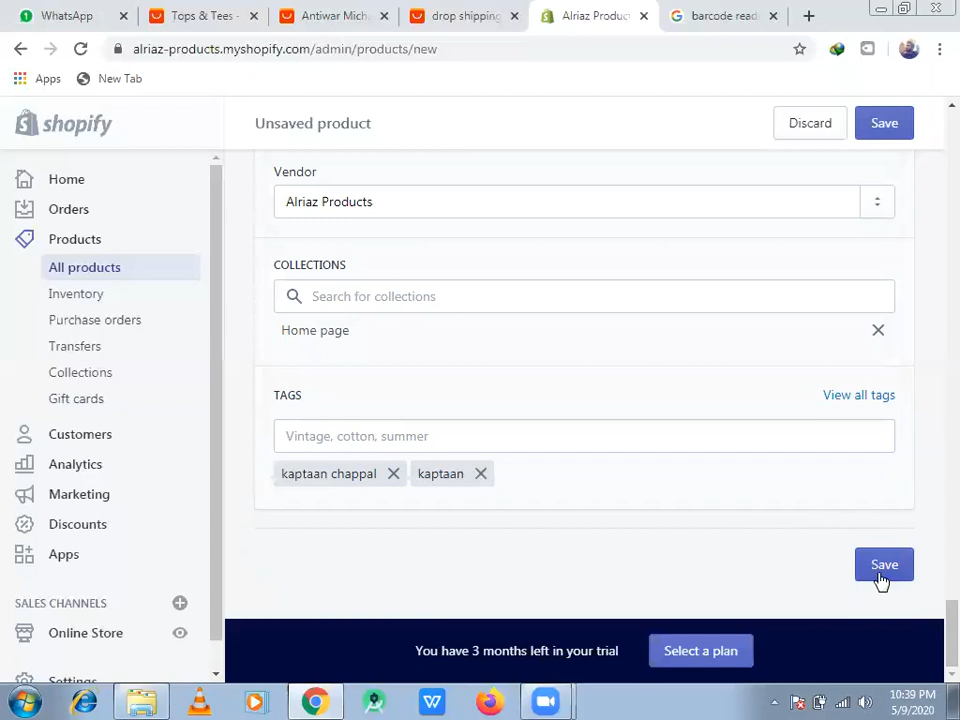 WhatsApp
Tops & Tees -
Antiwar Mich
drop shipping
Alriaz Produc
barcode read
alriaz-products.myshopify.com/admin/products/new
Apps
New Tab
shopify
Unsaved product
Discard
Save
Home
Orders
Products
All products
Inventory
Purchase orders
Transfers
Collections
Gift cards
Customers
Analytics
Marketing
Discounts
Apps
SALES CHANNELS
Online Store
Settings
Vendor
Alriaz Products
COLLECTIONS
Search for collections
Home page
TAGS
View all tags
Vintage, cotton, summer
kaptaan chappal
kaptaan
Save
You have 3 months left in your trial
Select a plan
10:39 PM
5/9/2020